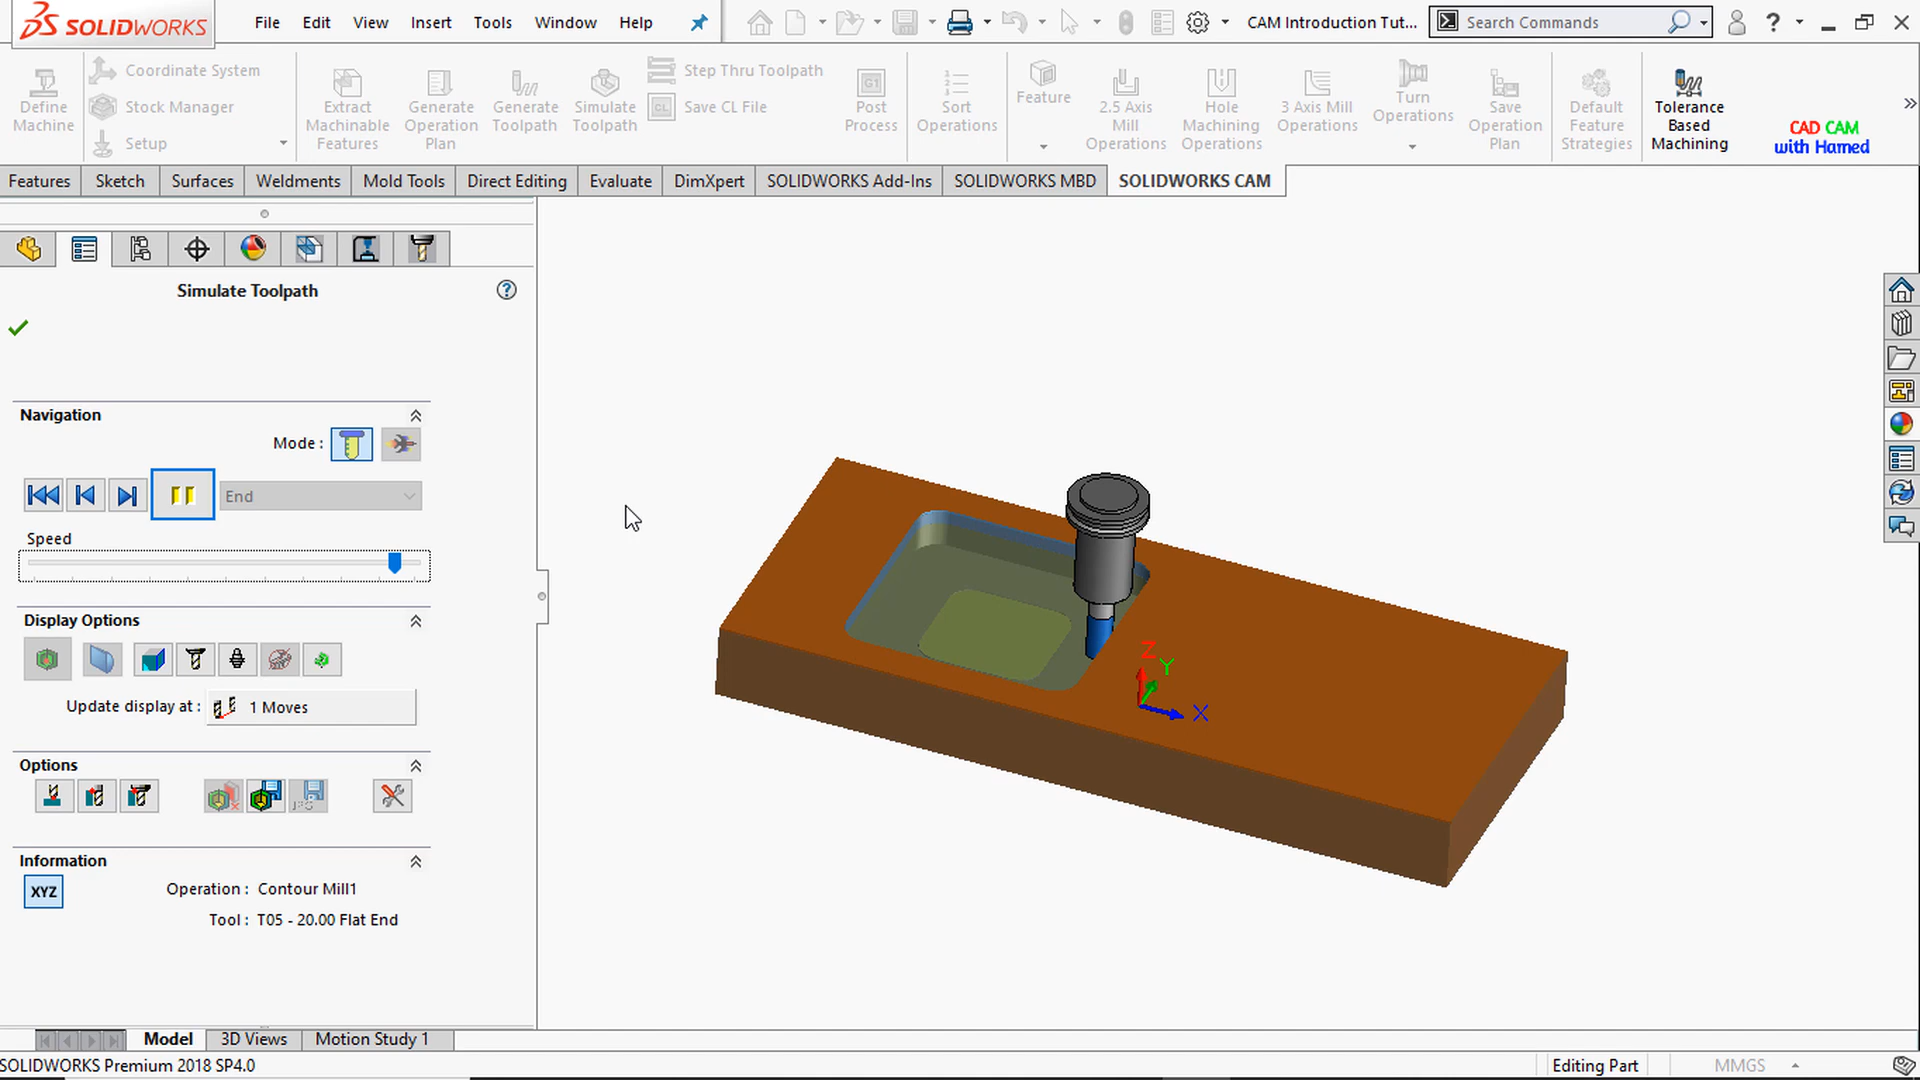 SOLIDWORKS
File Edit View Insert Tools Window Help
CAM Introduction Tut...
Search Commands
Define Machine
Coordinate System
Stock Manager
Setup
Extract Machinable Features
Generate Operation Plan
Generate Toolpath
Simulate Toolpath
Step Thru Toolpath
CL Save CL File
G1 Post Process
Sort Operations
Feature
2.5 Axis Mill Operations
Hole Machining Operations
3 Axis Mill Operations
Turn Operations
Save Operation Plan
Default Feature Strategies
Tolerance Based Machining
CAD CAM
with Hamed
Features Sketch Surfaces Weldments Mold Tools Direct Editing Evaluate DimXpert SOLIDWORKS Add-Ins SOLIDWORKS MBD SOLIDWORKS CAM
Simulate Toolpath
Navigation
Mode :
End
Speed
Display Options
Update display at : 1 Moves
Options
Information
XYZ
Operation : Contour Mill1
Tool : T05 - 20.00 Flat End
Z
Y
X
Model 3D Views Motion Study 1
SOLIDWORKS Premium 2018 SP4.0
Editing Part
MMGS